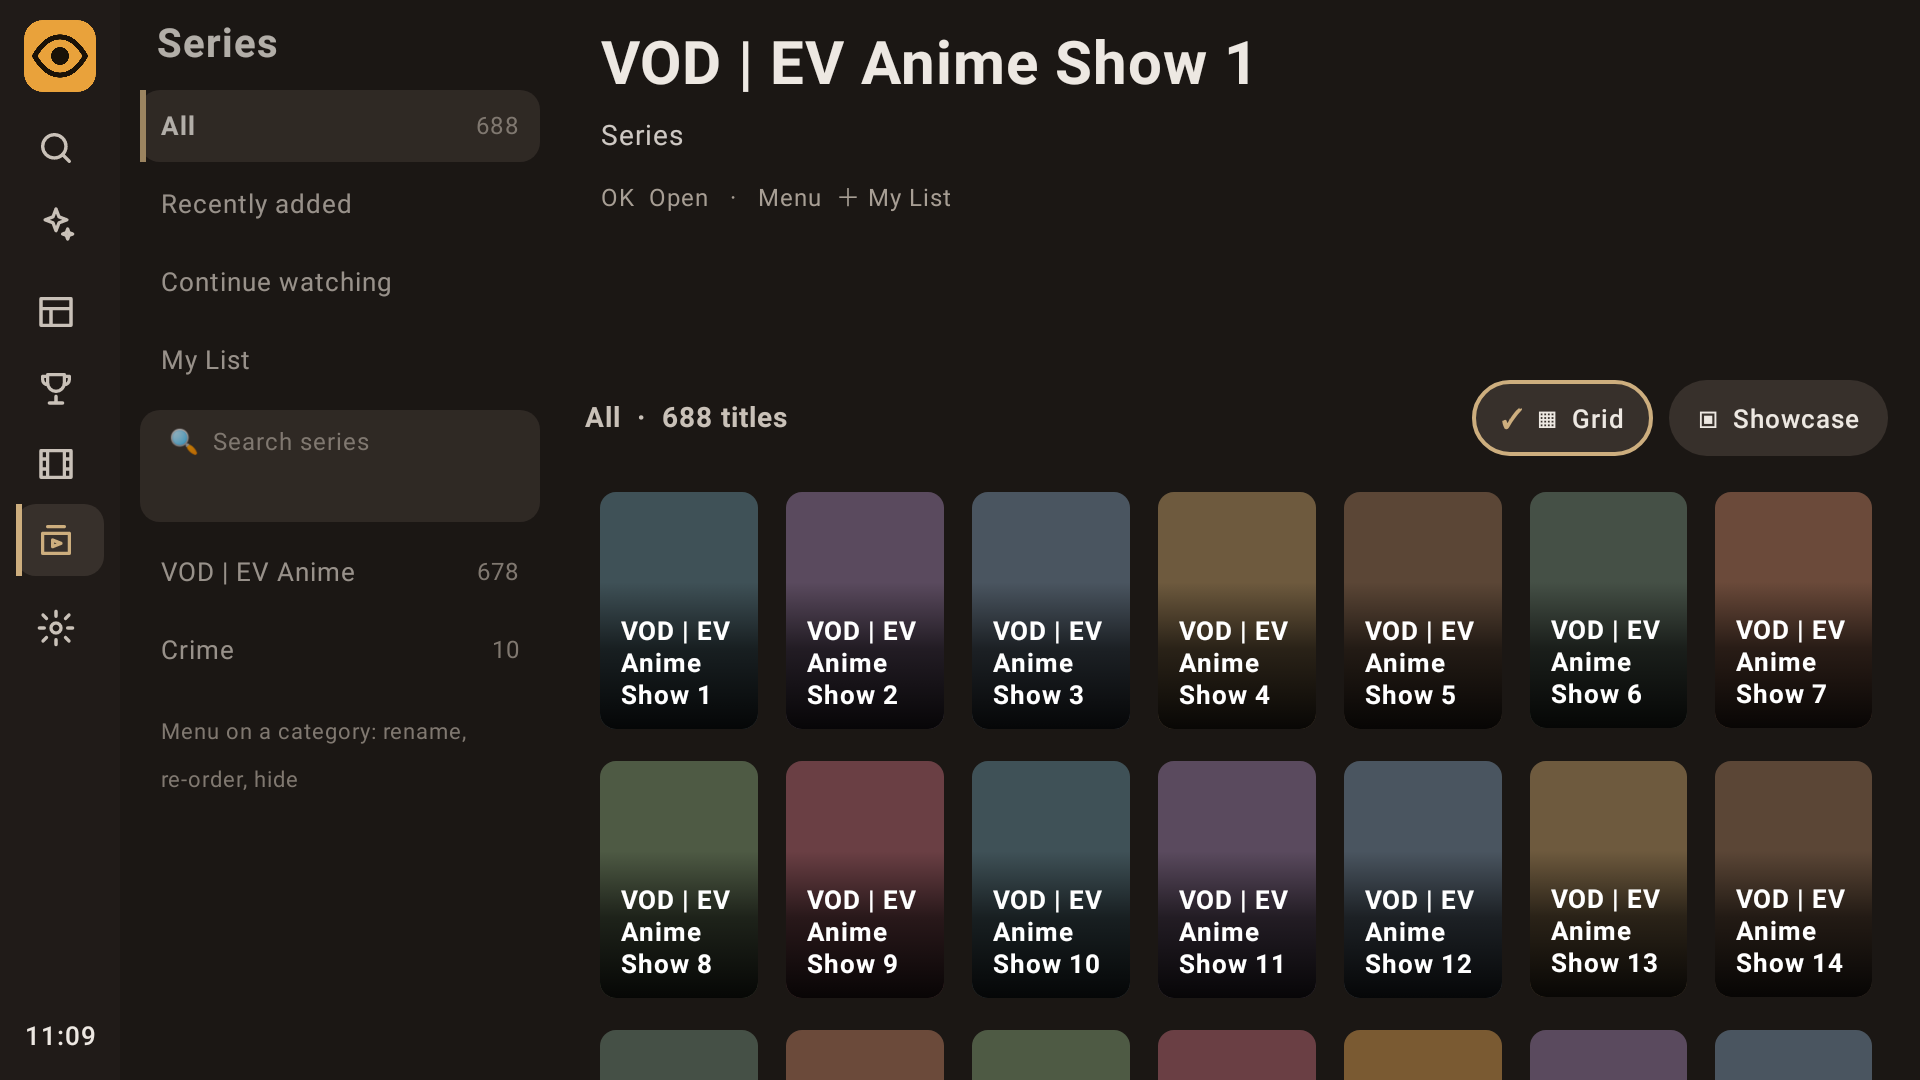 Series
All 688
Recently added
Continue watching
My List
🔍 Search series
VOD | EV Anime 678
Crime 10
Menu on a category: rename,
re-order, hide
11:09
VOD | EV Anime Show 1
Series
OK Open · Menu + My List
All · 688 titles
✓ ▦ Grid
▣ Showcase
VOD | EV
Anime
Show 1
VOD | EV
Anime
Show 2
VOD | EV
Anime
Show 3
VOD | EV
Anime
Show 4
VOD | EV
Anime
Show 5
VOD | EV
Anime
Show 6
VOD | EV
Anime
Show 7
VOD | EV
Anime
Show 8
VOD | EV
Anime
Show 9
VOD | EV
Anime
Show 10
VOD | EV
Anime
Show 11
VOD | EV
Anime
Show 12
VOD | EV
Anime
Show 13
VOD | EV
Anime
Show 14